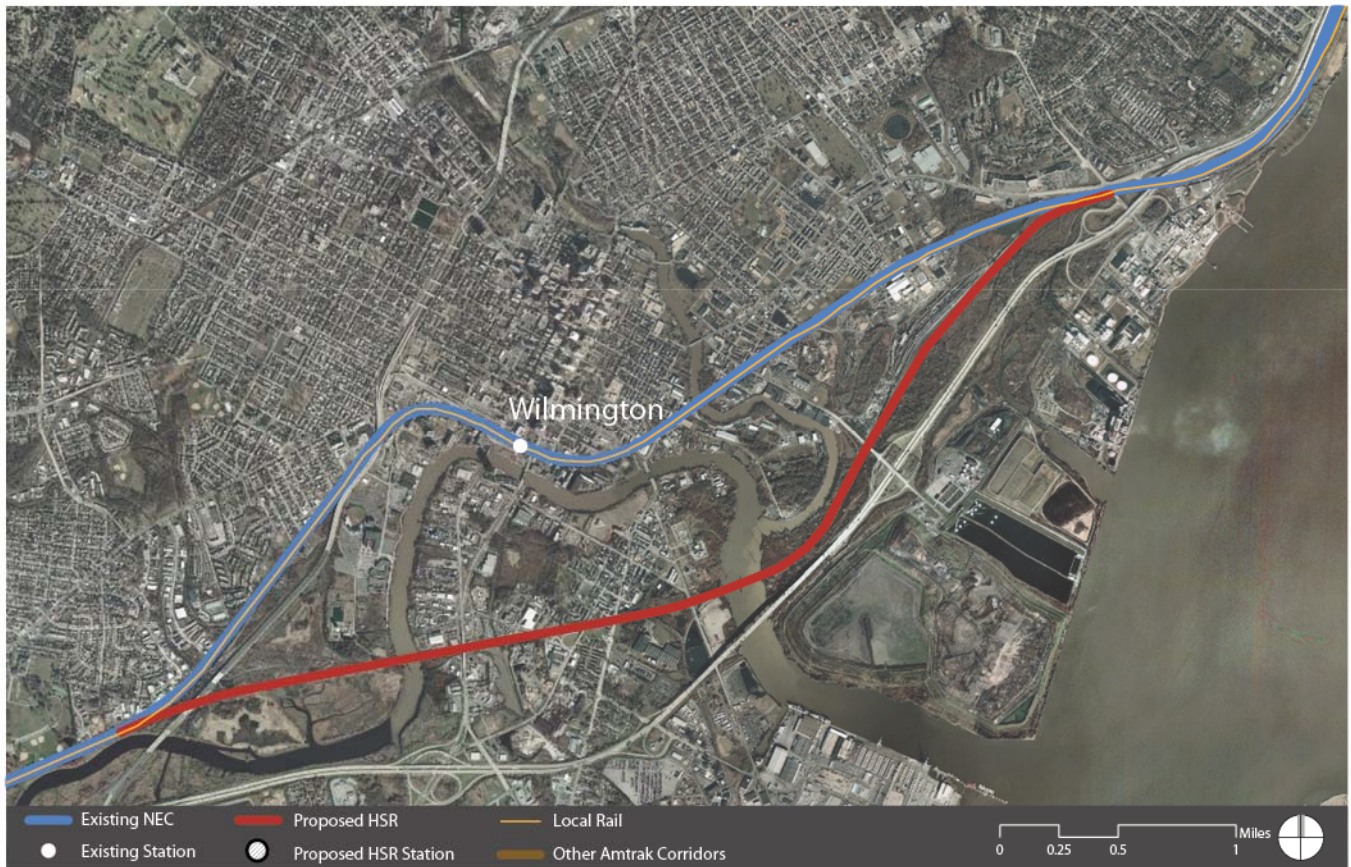 Wilmington
Existing NEC
Proposed HSR
Local Rail
Existing Station
Proposed HSR Station
Other Amtrak Corridors
Miles
0 0.25 0.5 1